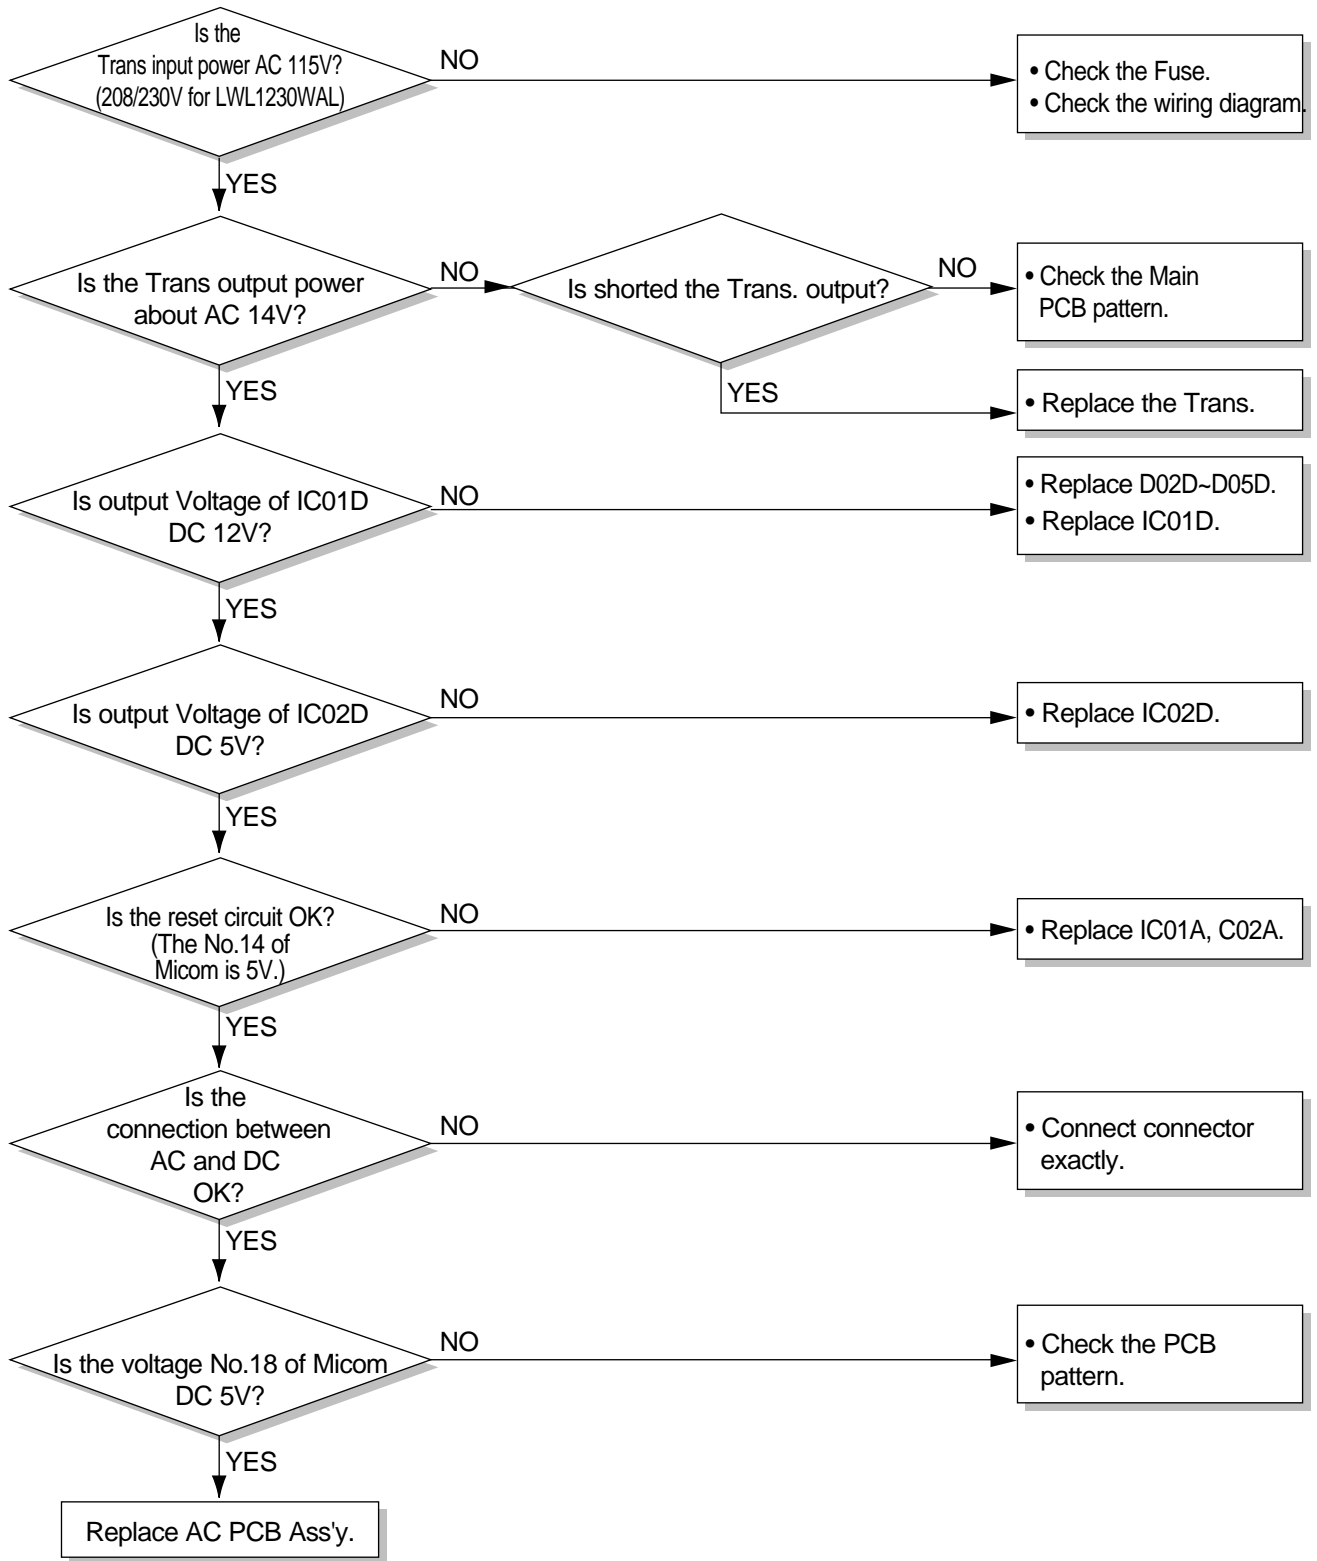 Is the
Trans input power AC 115V?
(208/230V for LWL1230WAL)
NO
• Check the Fuse.
• Check the wiring diagram.
YES
Is the Trans output power
about AC 14V?
NO
Is shorted the Trans. output?
NO
• Check the Main
PCB pattern.
YES
YES
• Replace the Trans.
Is output Voltage of IC01D
DC 12V?
NO
• Replace D02D~D05D.
• Replace IC01D.
YES
Is output Voltage of IC02D
DC 5V?
NO
• Replace IC02D.
YES
Is the reset circuit OK?
(The No.14 of
Micom is 5V.)
NO
• Replace IC01A, C02A.
YES
Is the
connection between
AC and DC
OK?
NO
• Connect connector
exactly.
YES
Is the voltage No.18 of Micom
DC 5V?
NO
• Check the PCB
pattern.
YES
Replace AC PCB Ass'y.